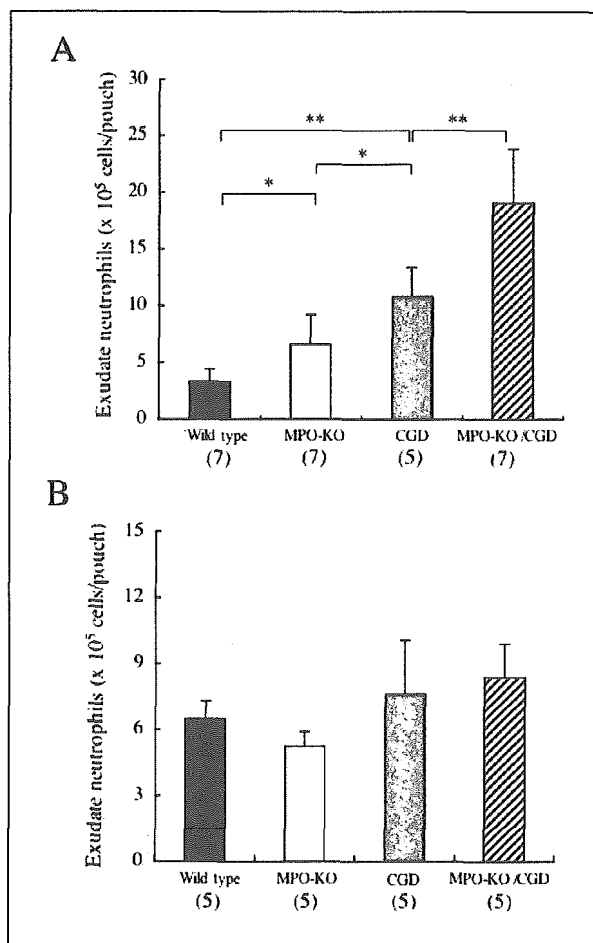 A
Exudate neutrophils (x 10⁵ cells/pouch)
30
25
20
15
10
5
0
**
**
*
*
Wild type
MPO-KO
CGD
MPO-KO/CGD
(7)
(7)
(5)
(7)
B
Exudate neutrophils (x 10⁵ cells/pouch)
15
12
9
6
3
0
Wild type
MPO-KO
CGD
MPO-KO/CGD
(5)
(5)
(5)
(5)